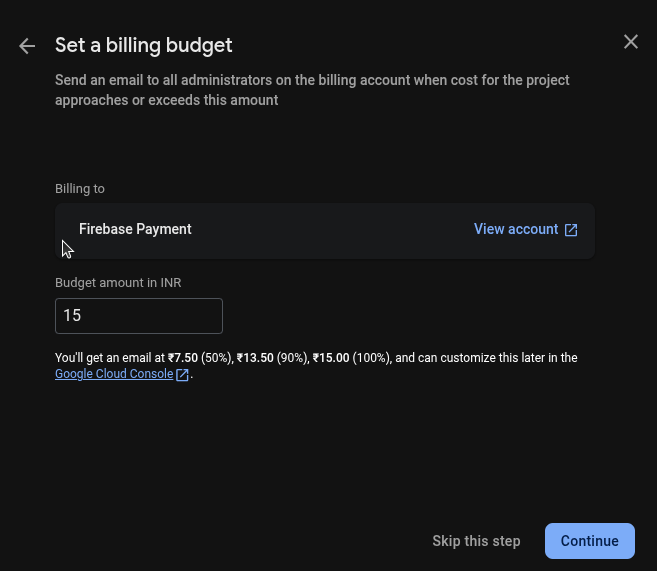 Set a billing budget
Send an email to all administrators on the billing account when cost for the project
approaches or exceeds this amount
Billing to
Firebase Payment
View account
Budget amount in INR
15
You'll get an email at ₹7.50 (50%), ₹13.50 (90%), ₹15.00 (100%), and can customize this later in the
Google Cloud Console.
Skip this step
Continue